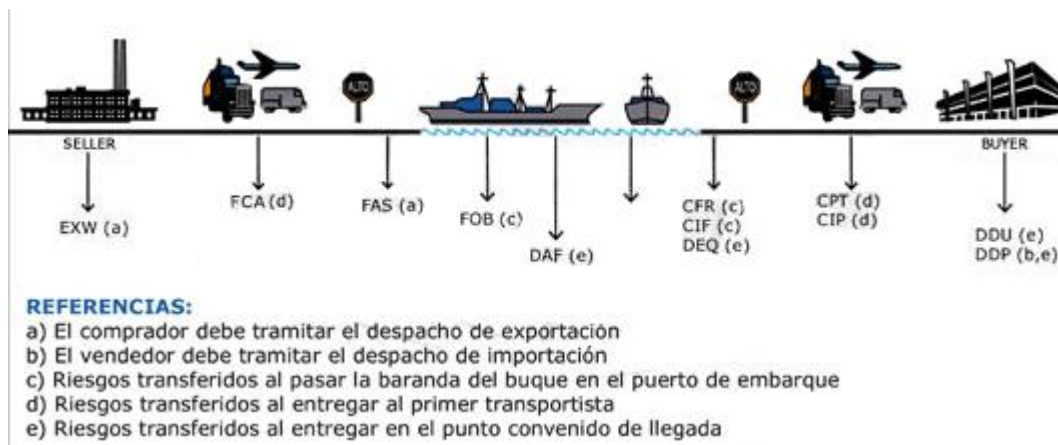 ALTO
ALTO
SELLER
BUYER
EXW (a)
FCA (d)
FAS (a)
FOB (c)
DAF (e)
CFR (c)
CIF (c)
DEQ (e)
CPT (d)
CIP (d)
DDU (e)
DDP (b,e)
REFERENCIAS:
a) El comprador debe tramitar el despacho de exportación
b) El vendedor debe tramitar el despacho de importación
c) Riesgos transferidos al pasar la baranda del buque en el puerto de embarque
d) Riesgos transferidos al entregar al primer transportista
e) Riesgos transferidos al entregar en el punto convenido de llegada